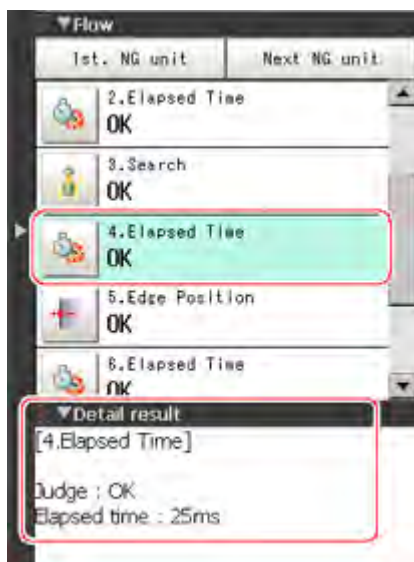 ▼Flow
1st. NG unit
Next NG unit
2.Elapsed Time
OK
3.Search
OK
4.Elapsed Time
OK
5.Edge Position
OK
6.Elapsed Time
OK
▼Detail result
[4.Elapsed Time]
Judge : OK
Elapsed time : 25ms